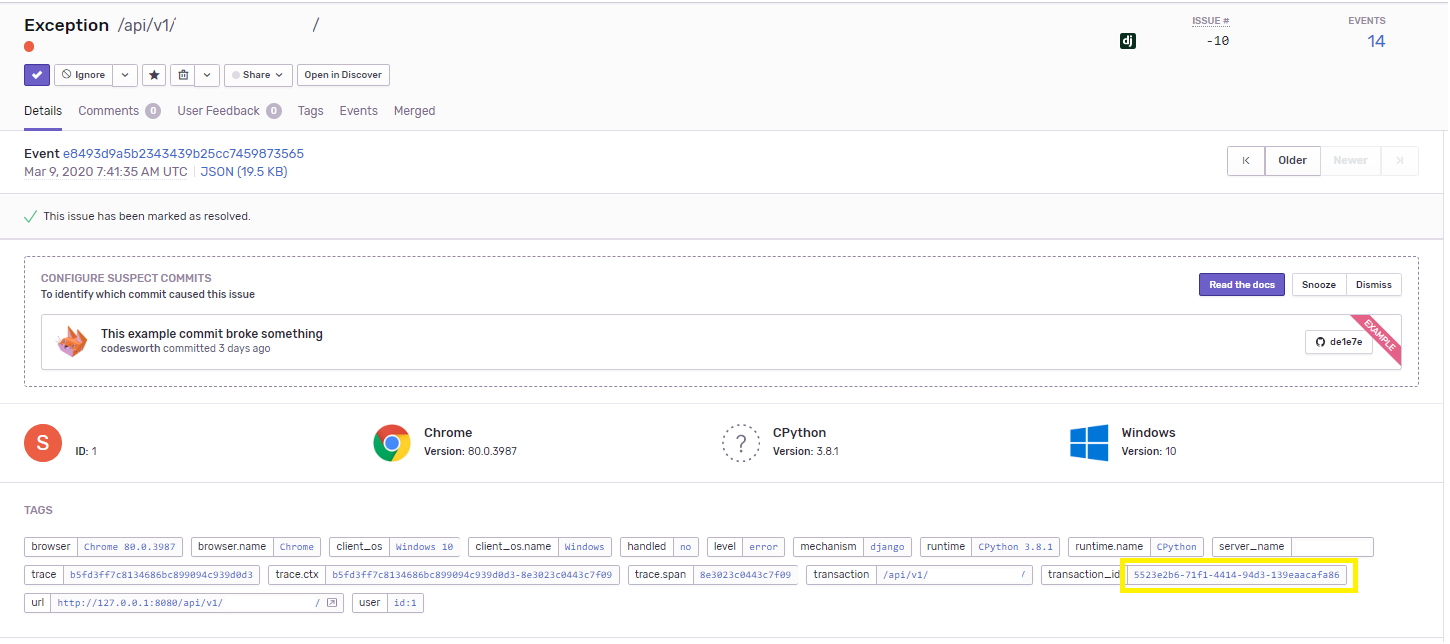 Exception /api/v1/ /
ISSUE # EVENTS
dj -10 14
Ignore Share Open in Discover
Details Comments 0 User Feedback 0 Tags Events Merged
Event e8493d9a5b2343439b25cc7459873565
Mar 9, 2020 7:41:35 AM UTC JSON (19.5 KB)
Older Newer
This issue has been marked as resolved.
CONFIGURE SUSPECT COMMITS
To identify which commit caused this issue
Read the docs Snooze Dismiss
This example commit broke something
codesworth committed 3 days ago
de1e7e
EXAMPLE
S ID: 1
Chrome
Version: 80.0.3987
?
CPython
Version: 3.8.1
Windows
Version: 10
TAGS
browser Chrome 80.0.3987 browser.name Chrome client_os Windows 10 client_os.name Windows handled no level error mechanism django runtime CPython 3.8.1 runtime.name CPython server_name
trace b5fd3ff7c8134686bc899094c939d0d3 trace.ctx b5fd3ff7c8134686bc899094c939d0d3-8e3023c0443c7f09 trace.span 8e3023c0443c7f09 transaction /api/v1/ / transaction_id 5523e2b6-71f1-4414-94d3-139eaacafa86
url http://127.0.0.1:8080/api/v1/ / user id:1